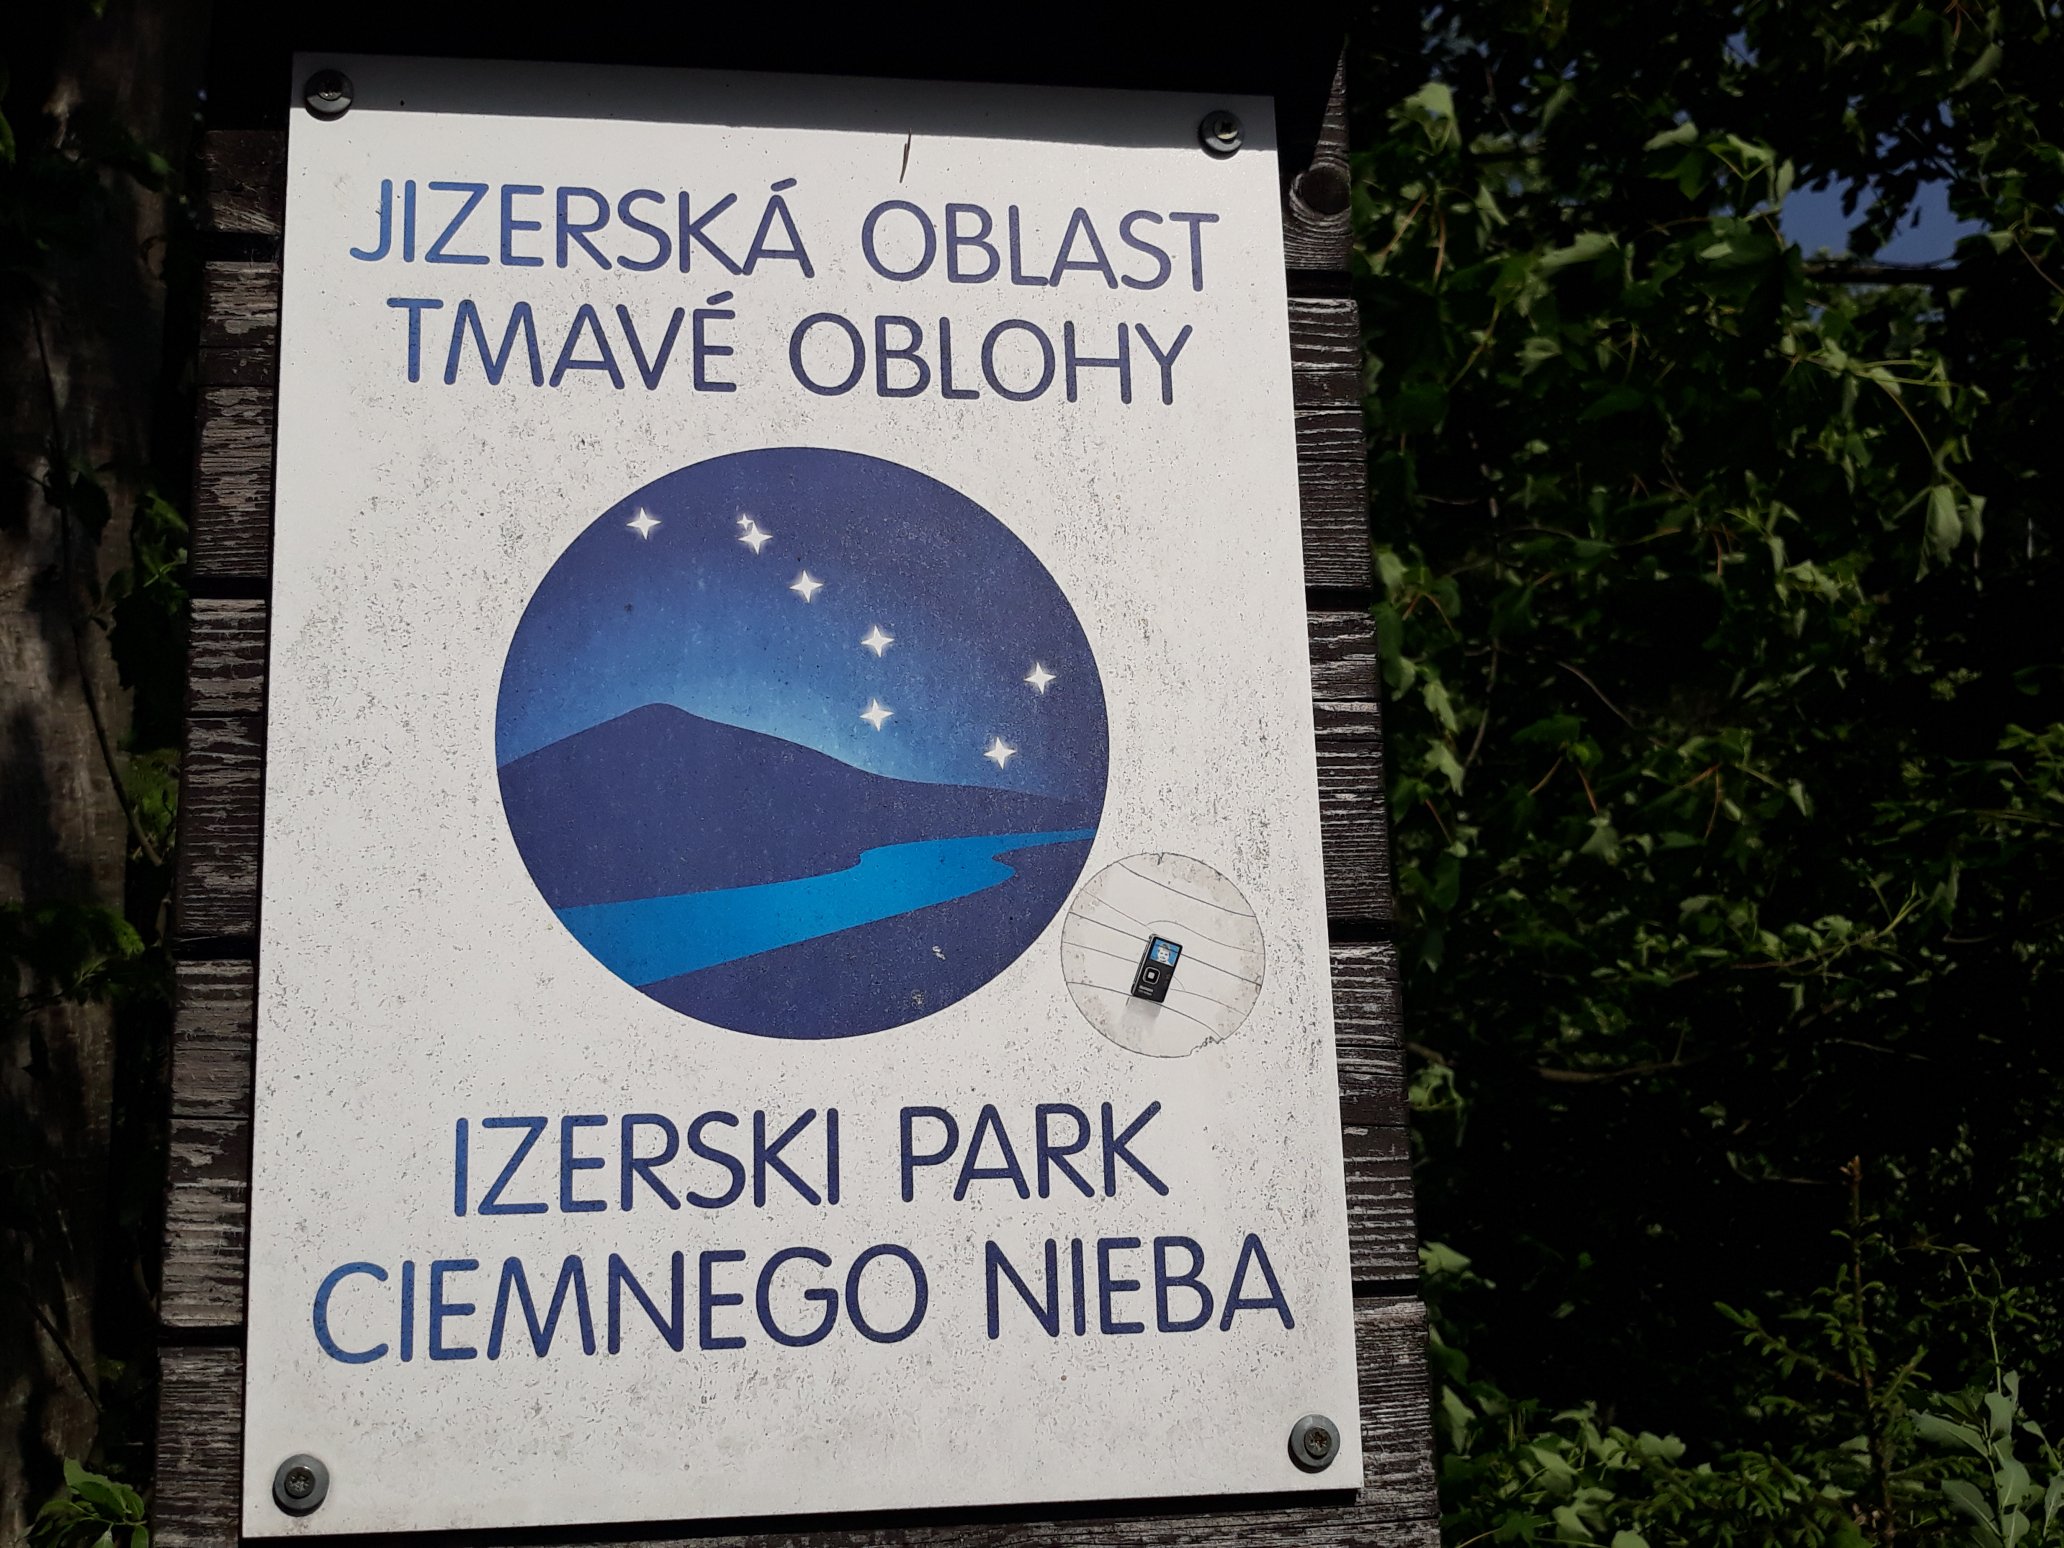 JIZERSKÁ OBLAST
TMAVÉ OBLOHY
IZERSKI PARK
CIEMNEGO NIEBA